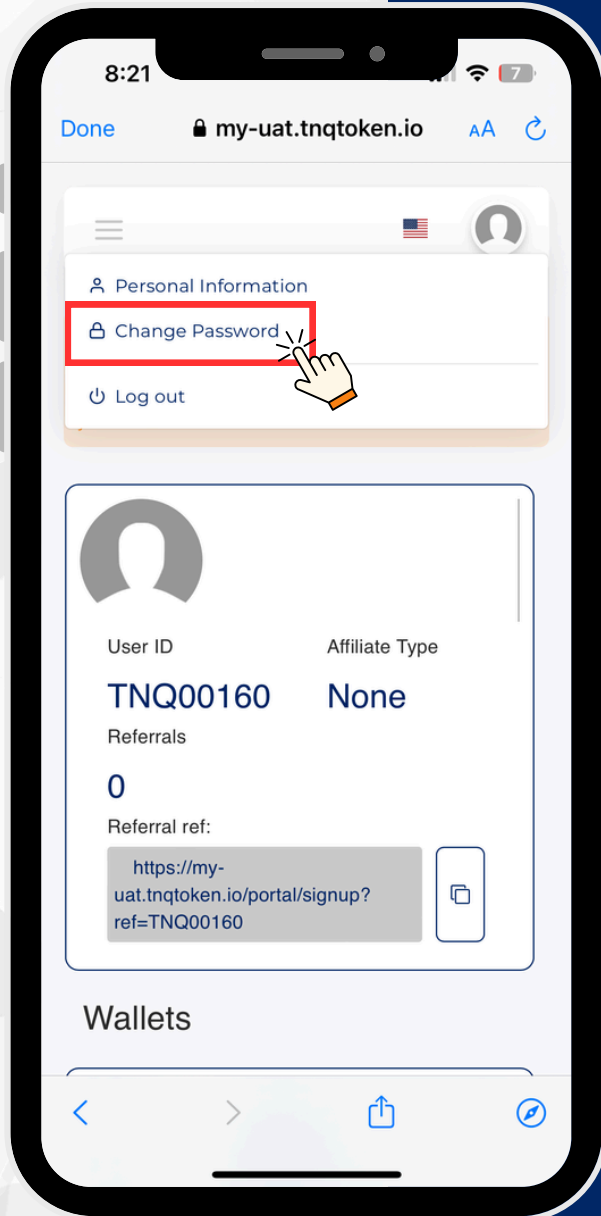 8:21
7
Done
my-uat.tnqtoken.io
AA
Personal Information
Change Password
Log out
User ID
Affiliate Type
TNQ00160
None
Referrals
0
Referral ref:
https://my-
uat.tnqtoken.io/portal/signup?
ref=TNQ00160
Wallets